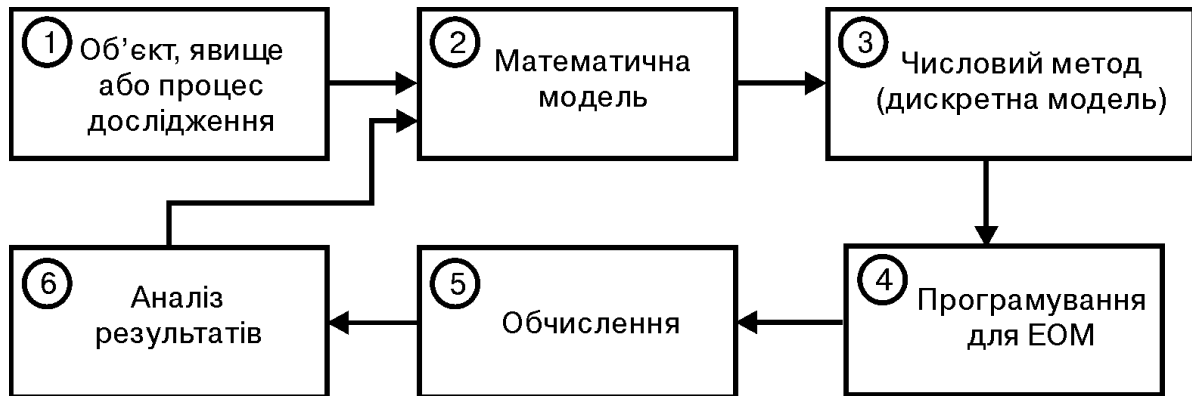 1
Об’єкт, явище
або процес
дослідження
2
Математична
модель
3
Числовий метод
(дискретна модель)
6
Аналіз
результатів
5
Обчислення
4
Програмування
для ЕОМ